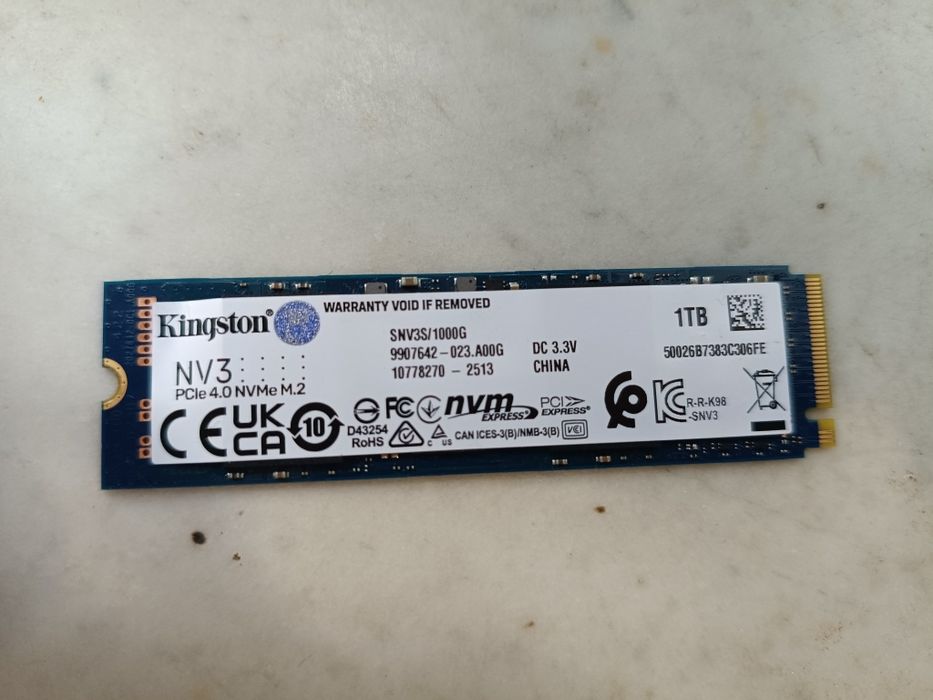 Kingston
WARRANTY VOID IF REMOVED
NV3
PCIe 4.0 NVMe M.2
SNV3S/1000G
9907642-023.A00G
10778270 - 2513
DC 3.3V
CHINA
1TB
50026B7383C306FE
CE UK CA 10
D43254
RoHS
FC
nvm EXPRESS
PCI EXPRESS
C US
CAN ICES-3(B)/NMB-3(B)
VCI
R-R-K98
-SNV3